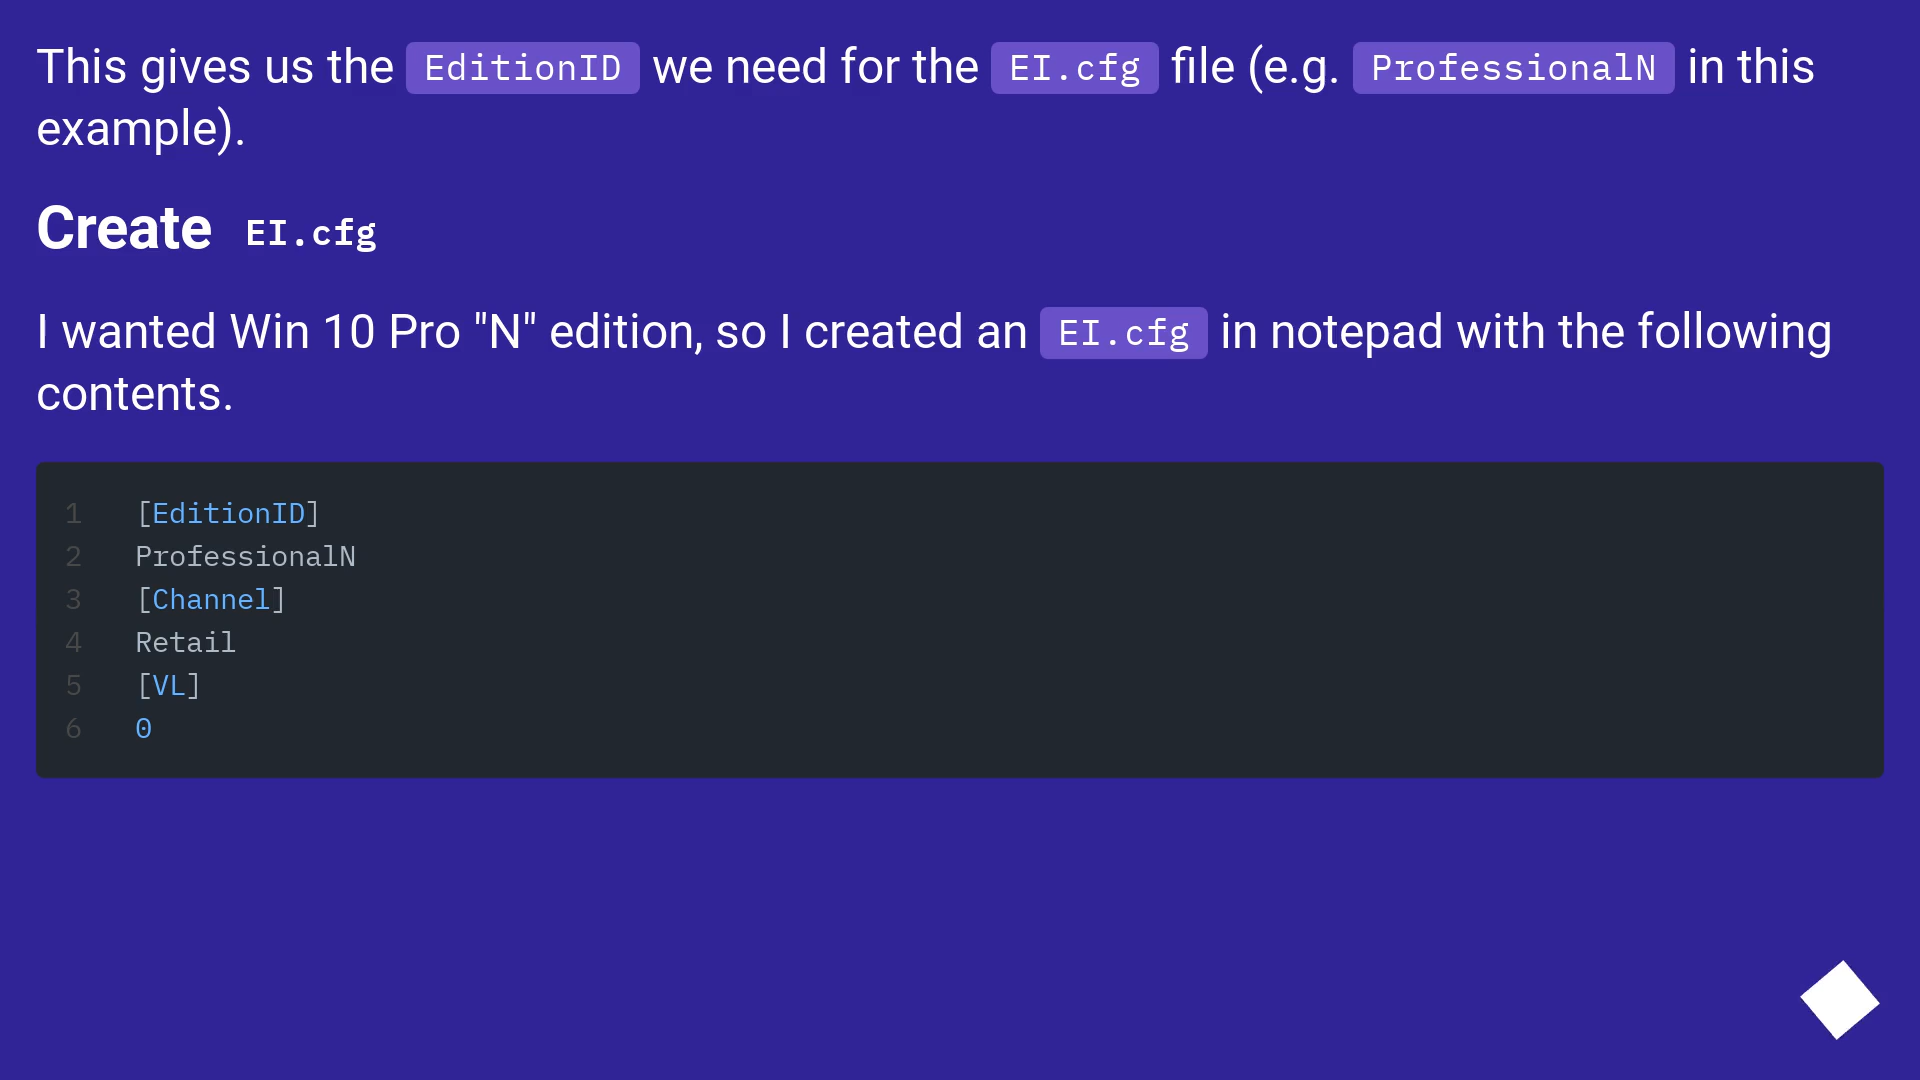 This gives us the EditionID we need for the EI.cfg file (e.g. ProfessionalN in this
example).
Create EI.cfg
I wanted Win 10 Pro "N" edition, so I created an EI.cfg in notepad with the following
contents.
1 [EditionID]
2 ProfessionalN
3 [Channel]
4 Retail
5 [VL]
6 0